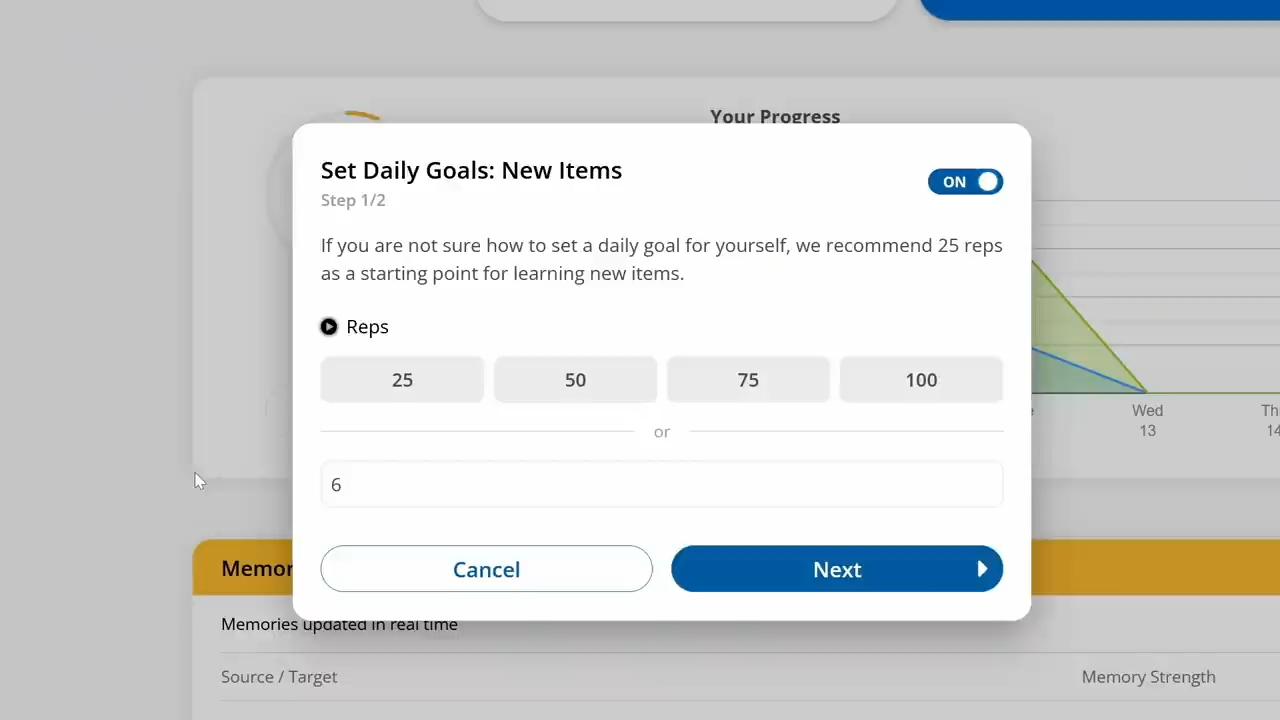 Your Progress
Set Daily Goals: New Items
ON
Step 1/2
If you are not sure how to set a daily goal for yourself, we recommend 25 reps
as a starting point for learning new items.
Reps
25
50
75
100
or
Wed
13
14
6
Cancel
Next
Memories updated in real time
Source / Target
Memory Strength